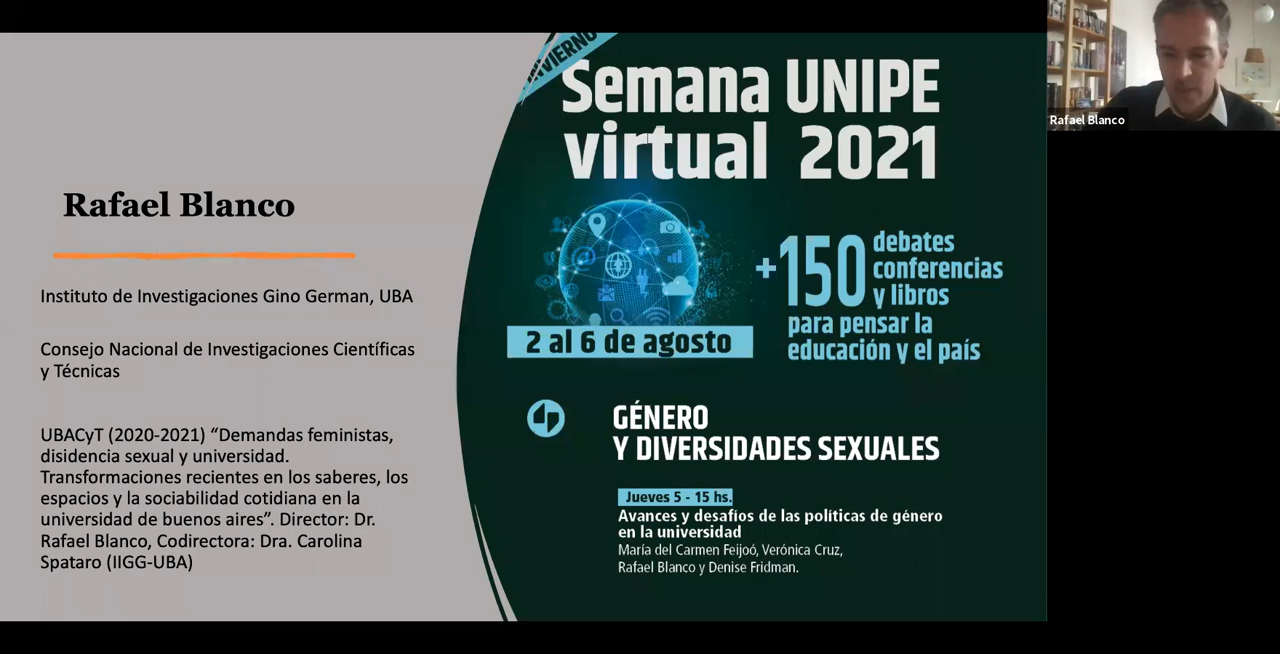 Rafael Blanco
Instituto de Investigaciones Gino German, UBA
Consejo Nacional de Investigaciones Científicas
y Técnicas
UBACyT (2020-2021) “Demandas feministas,
disidencia sexual y universidad.
Transformaciones recientes en los saberes, los
espacios y la sociabilidad cotidiana en la
universidad de buenos aires”. Director: Dr.
Rafael Blanco, Codirectora: Dra. Carolina
Spataro (IIGG-UBA)
INVIERNO
Semana UNIPE
virtual 2021
+150 debates
conferencias
y libros
para pensar la
educación y el país
2 al 6 de agosto
GÉNERO
Y DIVERSIDADES SEXUALES
Jueves 5 - 15 hs.
Avances y desafíos de las políticas de género
en la universidad
María del Carmen Feijoó, Verónica Cruz,
Rafael Blanco y Denise Fridman.
Rafael Blanco